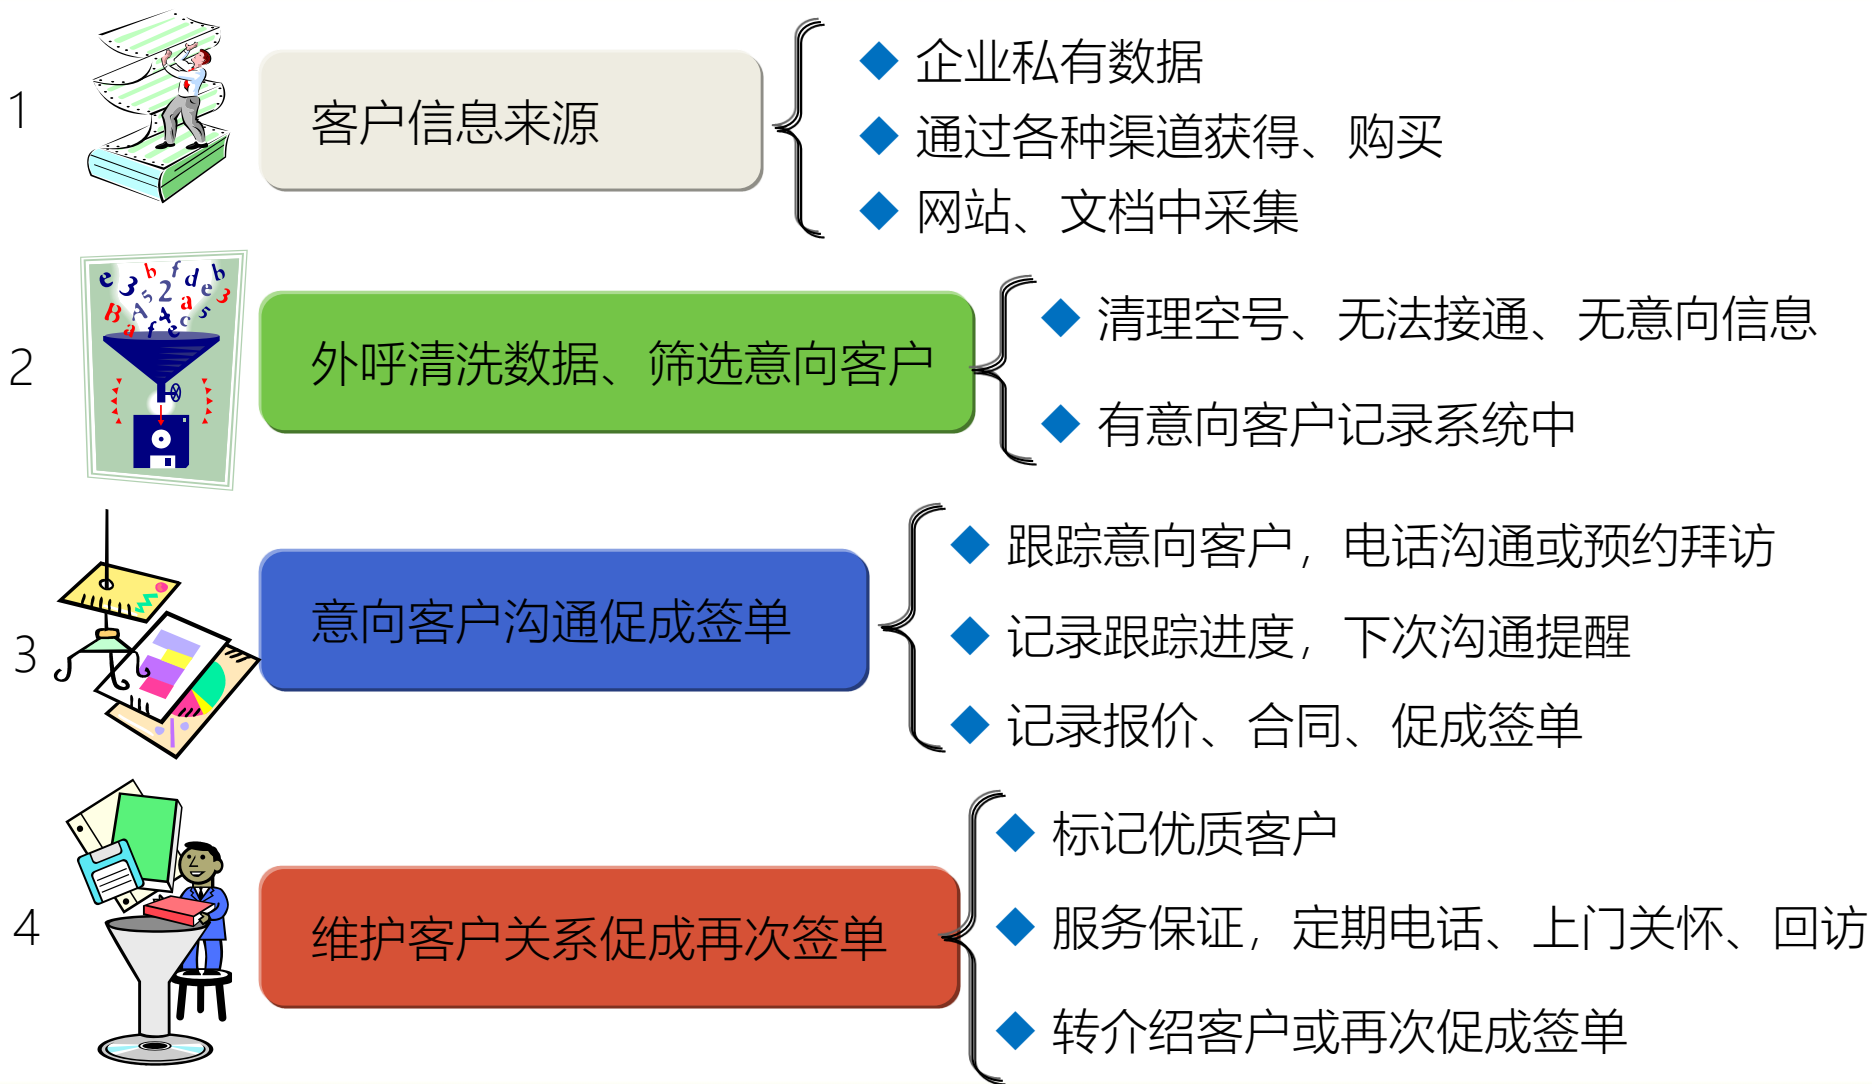 1
客户信息来源
◆ 企业私有数据
◆ 通过各种渠道获得、购买
◆ 网站、文档中采集
e 3 b f d b
B A 5 2 a e 3
a f 4 e c 5
2
外呼清洗数据、筛选意向客户
◆ 清理空号、无法接通、无意向信息
◆ 有意向客户记录系统中
3
意向客户沟通促成签单
◆ 跟踪意向客户，电话沟通或预约拜访
◆ 记录跟踪进度，下次沟通提醒
◆ 记录报价、合同、促成签单
4
维护客户关系促成再次签单
◆ 标记优质客户
◆ 服务保证，定期电话、上门关怀、回访
◆ 转介绍客户或再次促成签单